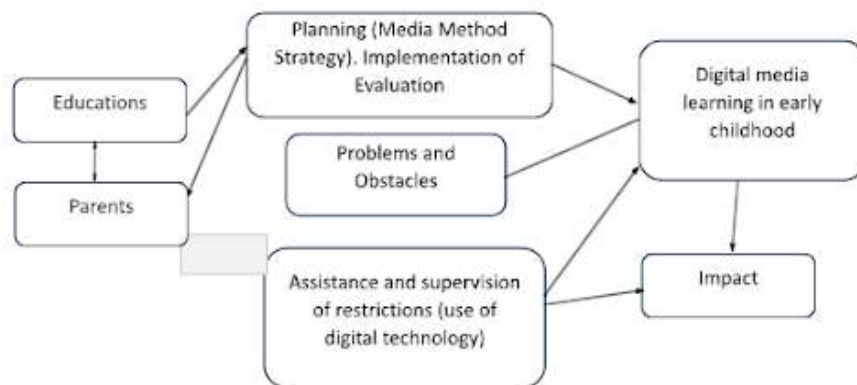 Planning (Media Method
Strategy). Implementation of
Evaluation
Educations
Parents
Problems and
Obstacles
Assistance and supervision
of restrictions (use of
digital technology)
Digital media
learning in early
childhood
Impact